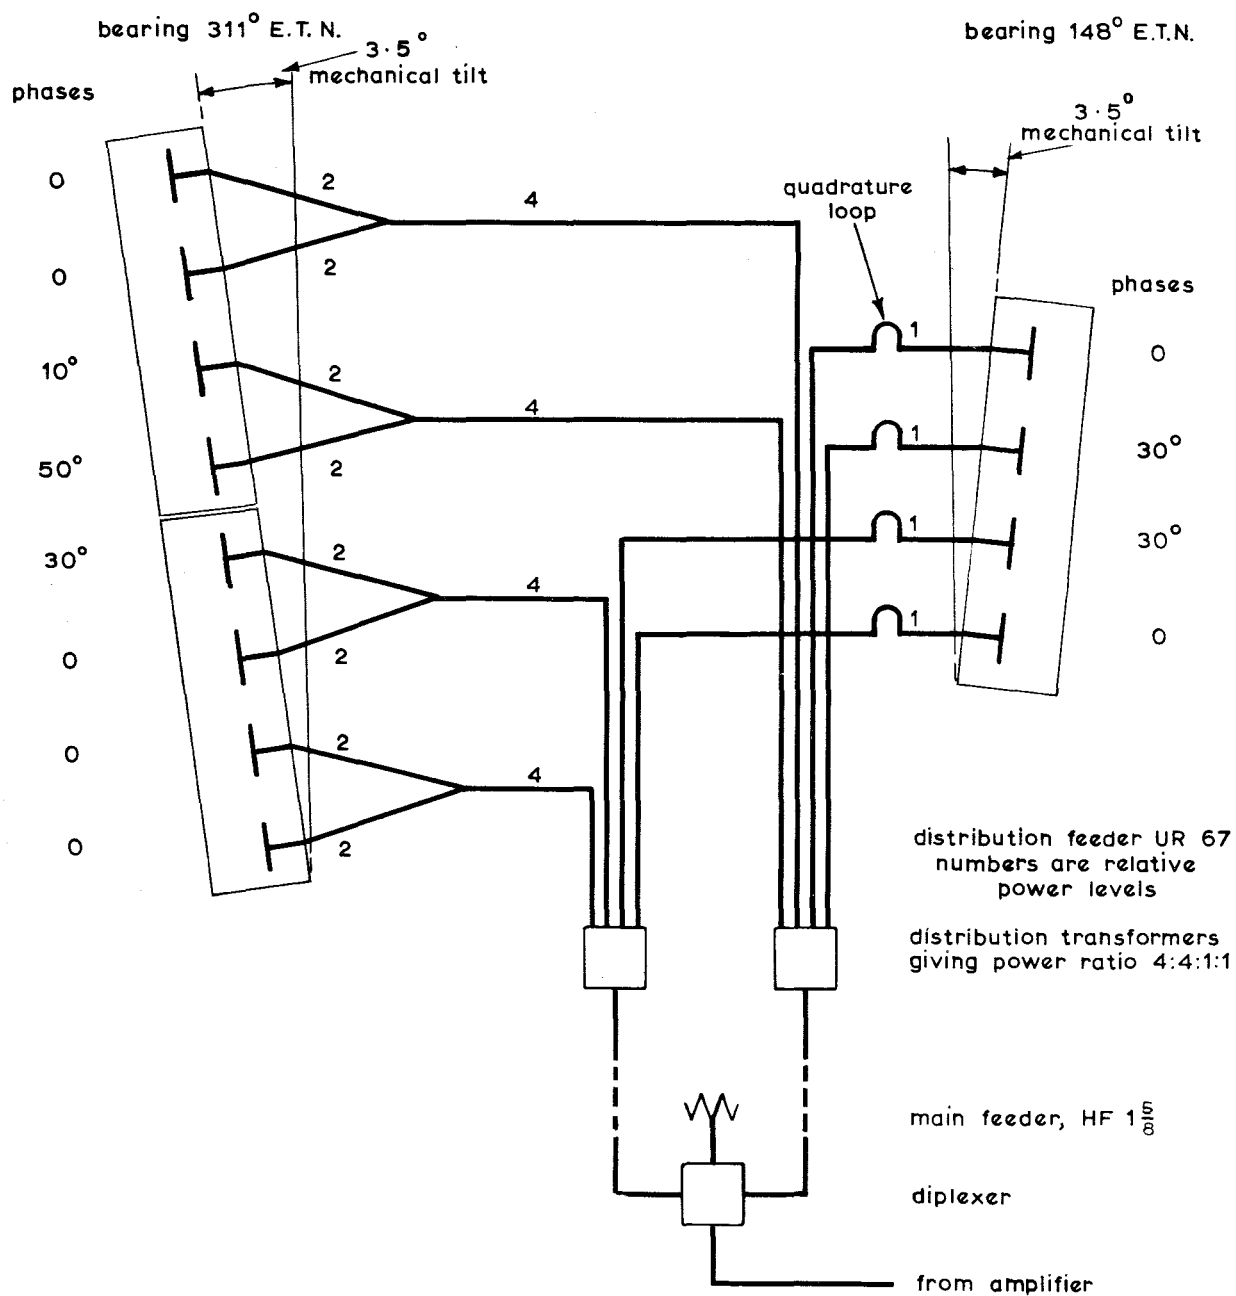 bearing 311° E.T.N.
3·5°
mechanical tilt
bearing 148° E.T.N.
3·5°
mechanical tilt
phases
quadrature
loop
phases
0
0
10°
50°
30°
0
0
0
2
2
2
2
2
2
2
2
4
4
4
4
1
1
1
1
0
30°
30°
0
distribution feeder UR 67
numbers are relative
power levels
distribution transformers
giving power ratio 4:4:1:1
main feeder, HF 1 5/8
diplexer
from amplifier